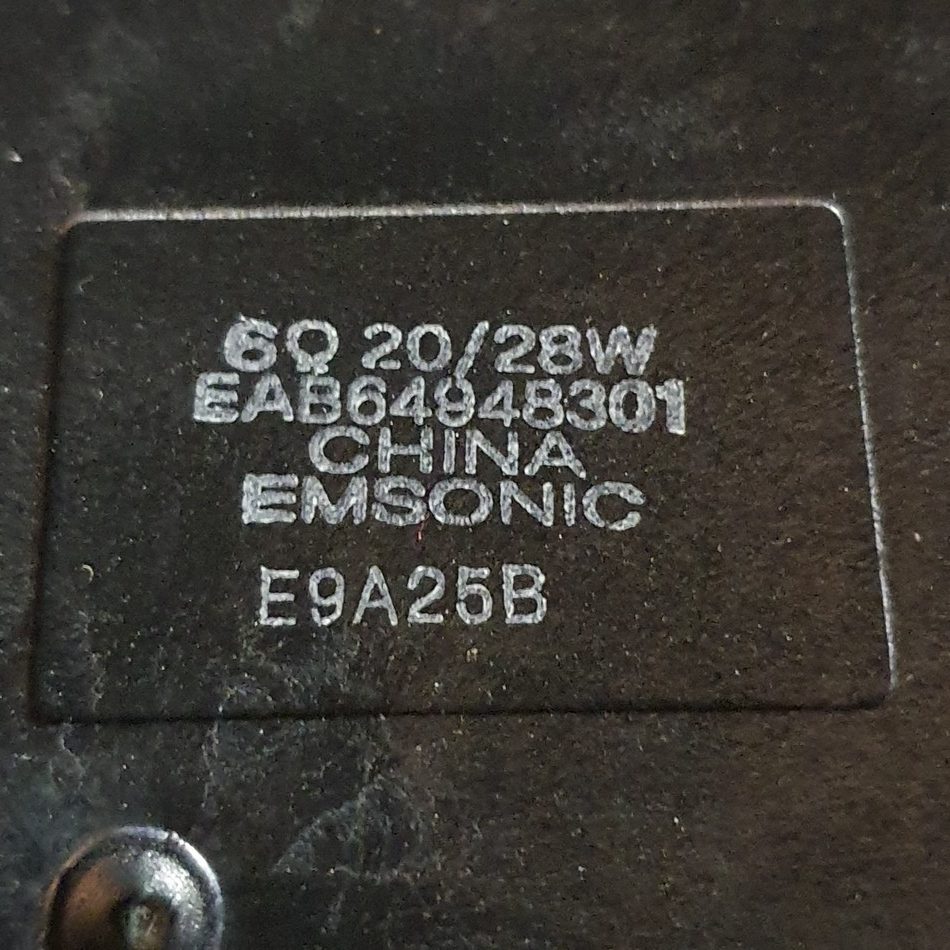 6Ω 20/28W
EAB64948301
CHINA
EMSONIC
E9A25B